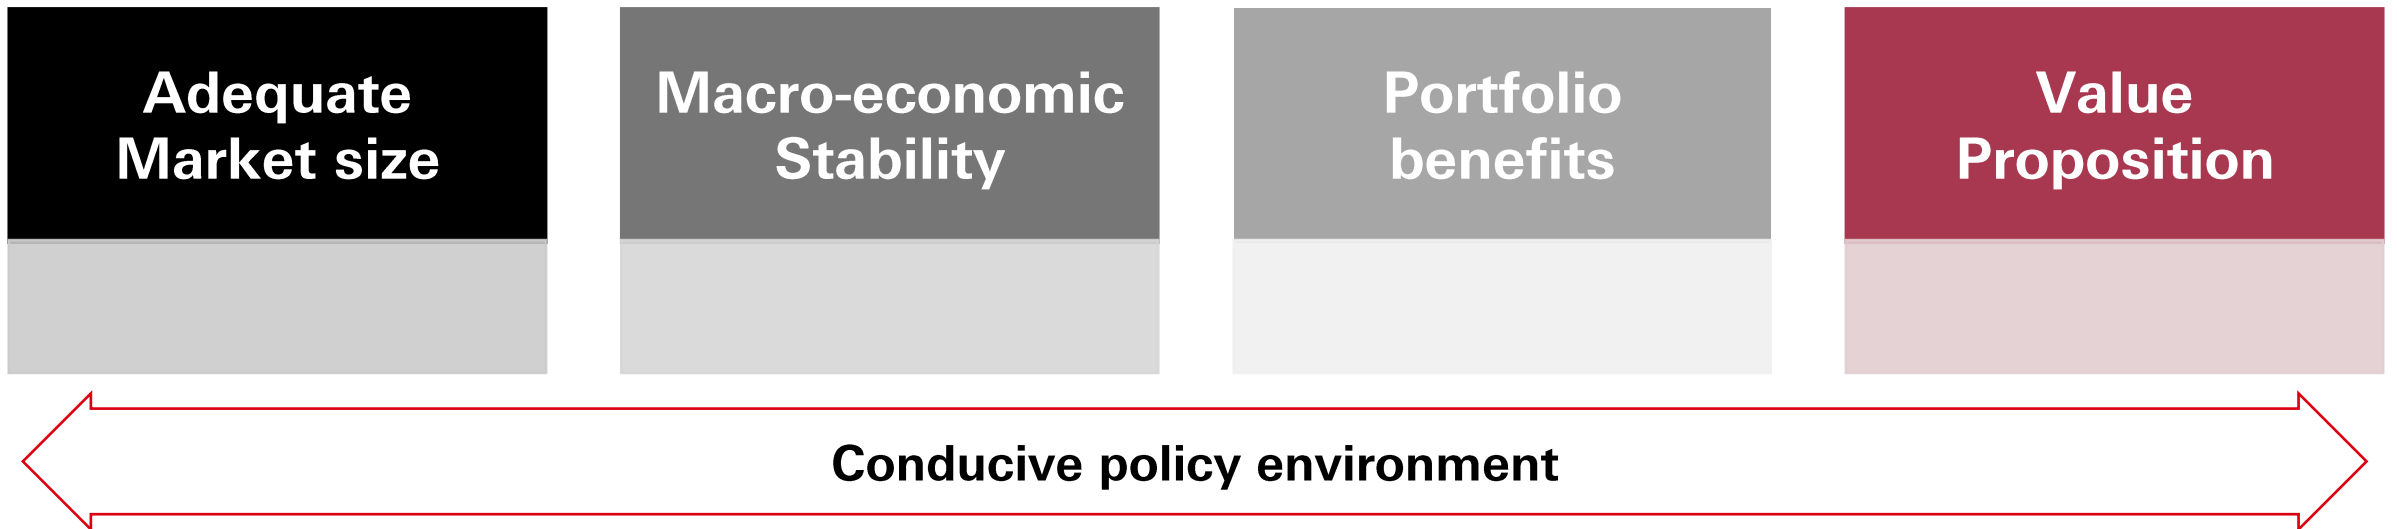 Adequate
Market size
Macro-economic
Stability
Portfolio
benefits
Value
Proposition
Conducive policy environment